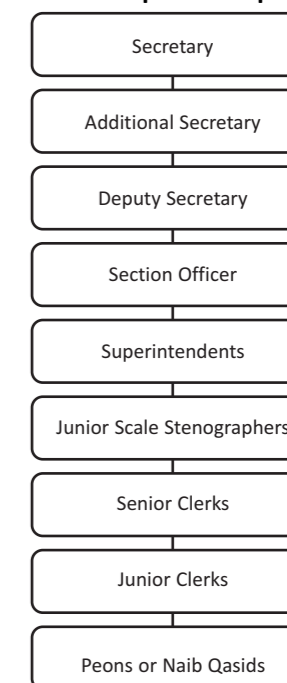 Secretary
Additional Secretary
Deputy Secretary
Section Officer
Superintendents
Junior Scale Stenographers
Senior Clerks
Junior Clerks
Peons or Naib Qasids